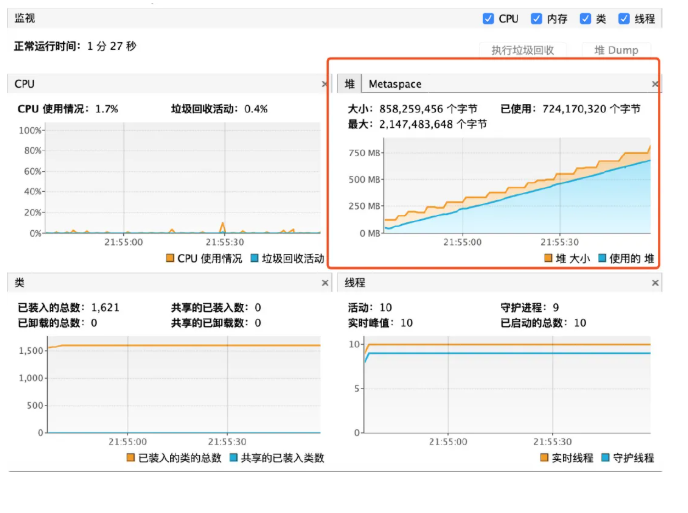 监视
CPU 内存 类 线程
正常运行时间：1 分 27 秒
执行垃圾回收 堆 Dump
CPU ×
CPU 使用情况：1.7% 垃圾回收活动：0.4%
100%
80%
60%
40%
20%
0%
21:55:00 21:55:30
CPU 使用情况 垃圾回收活动
堆 Metaspace ×
大小：858,259,456 个字节 已使用：724,170,320 个字节
最大：2,147,483,648 个字节
750 MB
500 MB
250 MB
0 MB
21:55:00 21:55:30
堆 大小 使用的 堆
类 ×
已装入的总数：1,621 共享的已装入数：0
已卸载的总数：0 共享的已卸载数：0
1,500
1,000
500
0
21:55:00 21:55:30
已装入的类的总数 共享的已装入类数
线程 ×
活动：10 守护进程：9
实时峰值：10 已启动的总数：10
10
5
0
21:55:00 21:55:30
实时线程 守护线程